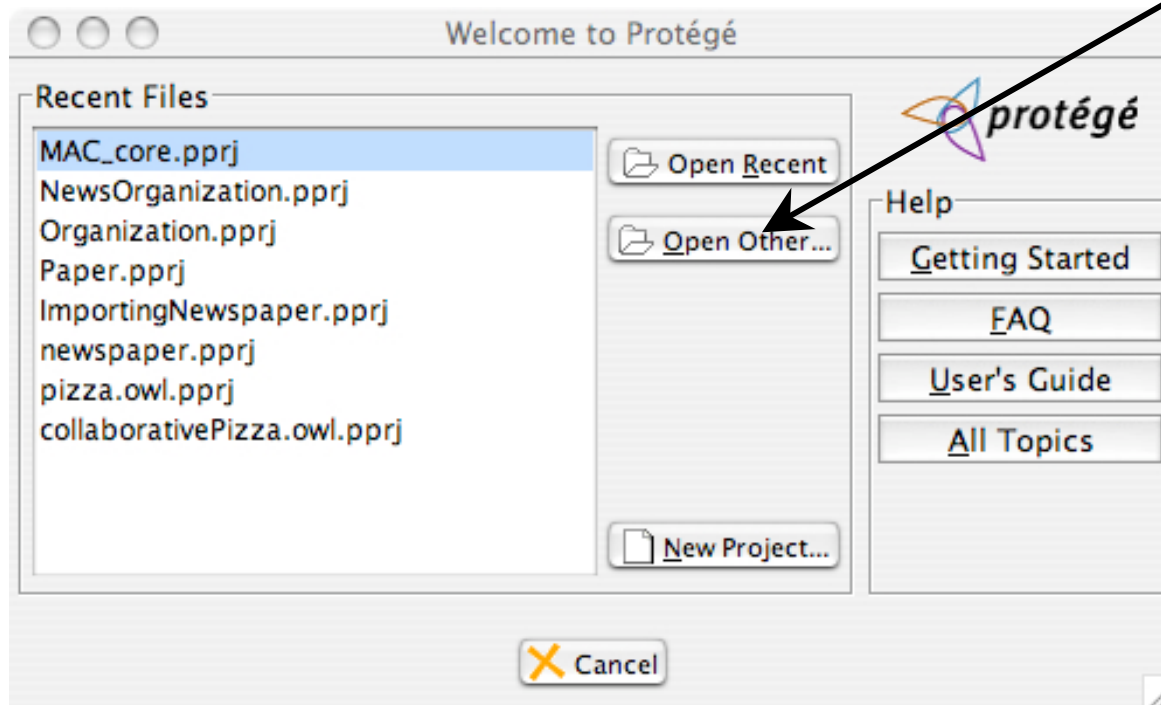 Welcome to Protégé
Recent Files
MAC_core.pprj
NewsOrganization.pprj
Organization.pprj
Paper.pprj
ImportingNewspaper.pprj
newspaper.pprj
pizza.owl.pprj
collaborativePizza.owl.pprj
Open Recent
Open Other...
New Project...
protégé
Help
Getting Started
FAQ
User's Guide
All Topics
Cancel